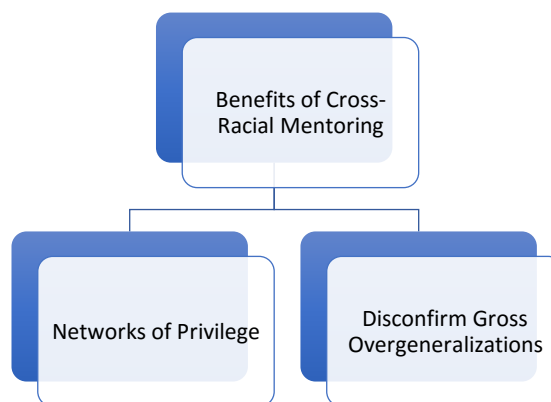 Benefits of Cross-
Racial Mentoring
Networks of Privilege
Disconfirm Gross
Overgeneralizations